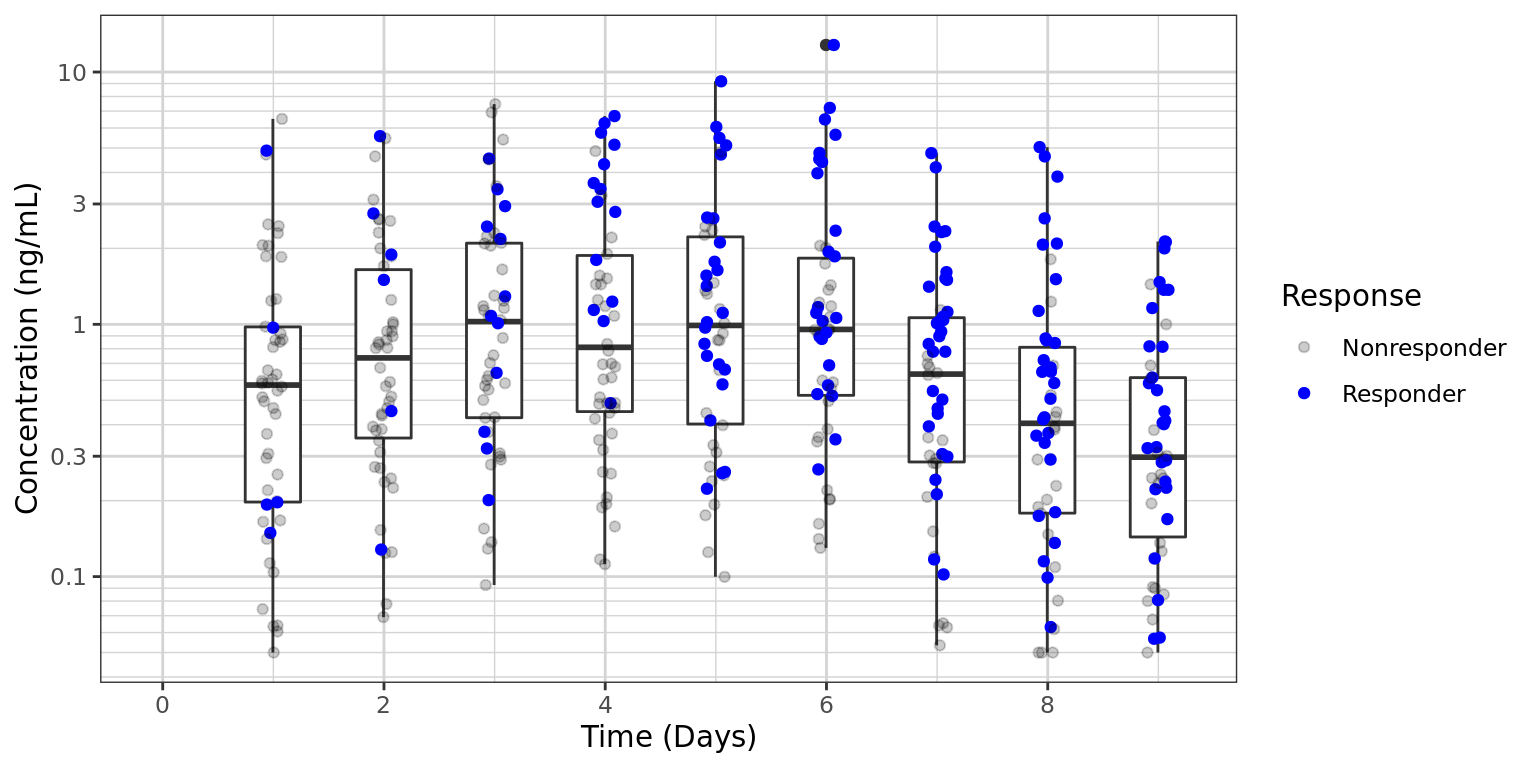 Concentration (ng/mL)
10
3
1
0.3
0.1
0 2 4 6 8
Time (Days)
Response
Nonresponder
Responder